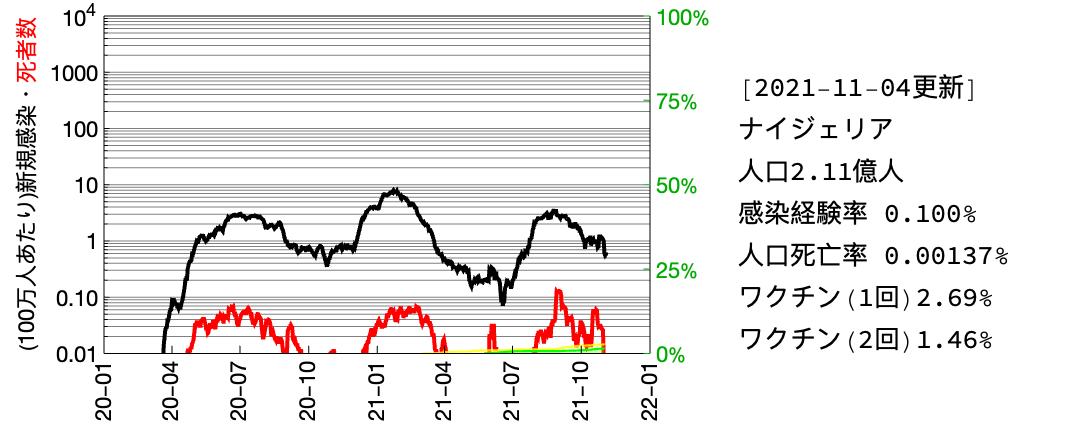 (100万人あたり)新規感染・死者数
10⁴
1000
100
10
1
0.10
0.01
100%
75%
50%
25%
0%
20-01
20-04
20-07
20-10
21-01
21-04
21-07
21-10
22-01
[2021-11-04更新]
ナイジェリア
人口2.11億人
感染経験率 0.100%
人口死亡率 0.00137%
ワクチン(1回)2.69%
ワクチン(2回)1.46%